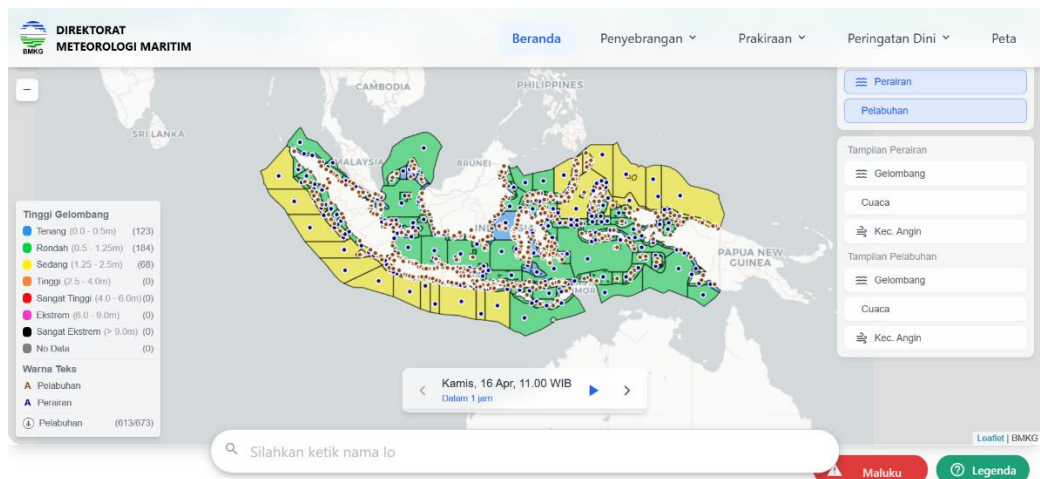 BMKG
DIREKTORAT
METEOROLOGI MARITIM
Beranda
Penyebrangan
Prakiraan
Peringatan Dini
Peta
−
CAMBODIA
PHILIPPINES
SRI LANKA
MALAYSIA
BRUNEI
PAPUA NEW
GUINEA
Perairan
Pelabuhan
Tampilan Perairan
Gelombang
Cuaca
Kec. Angin
Tampilan Pelabuhan
Gelombang
Cuaca
Kec. Angin
Tinggi Gelombang
Tenang (0.0 - 0.5m) (123)
Rendah (0.5 - 1.25m) (184)
Sedang (1.25 - 2.5m) (68)
Tinggi (2.5 - 4.0m) (0)
Sangat Tinggi (4.0 - 6.0m) (0)
Ekstrem (6.0 - 9.0m) (0)
Sangat Ekstrem (> 9.0m) (0)
No Data (0)
Warna Teks
A Pelabuhan
A Perairan
Pelabuhan (613/673)
Kamis, 16 Apr, 11.00 WIB
Dalam 1 jam
Silahkan ketik nama lo
Leaflet | BMKG
Maluku
Legenda